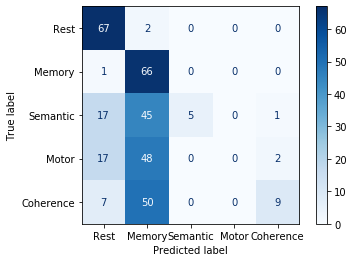 Rest 67 2 0 0 0
Memory 1 66 0 0 0
Semantic 17 45 5 0 1
Motor 17 48 0 0 2
Coherence 7 50 0 0 9
Rest Memory Semantic Motor Coherence
Predicted label
True label
60
50
40
30
20
10
0